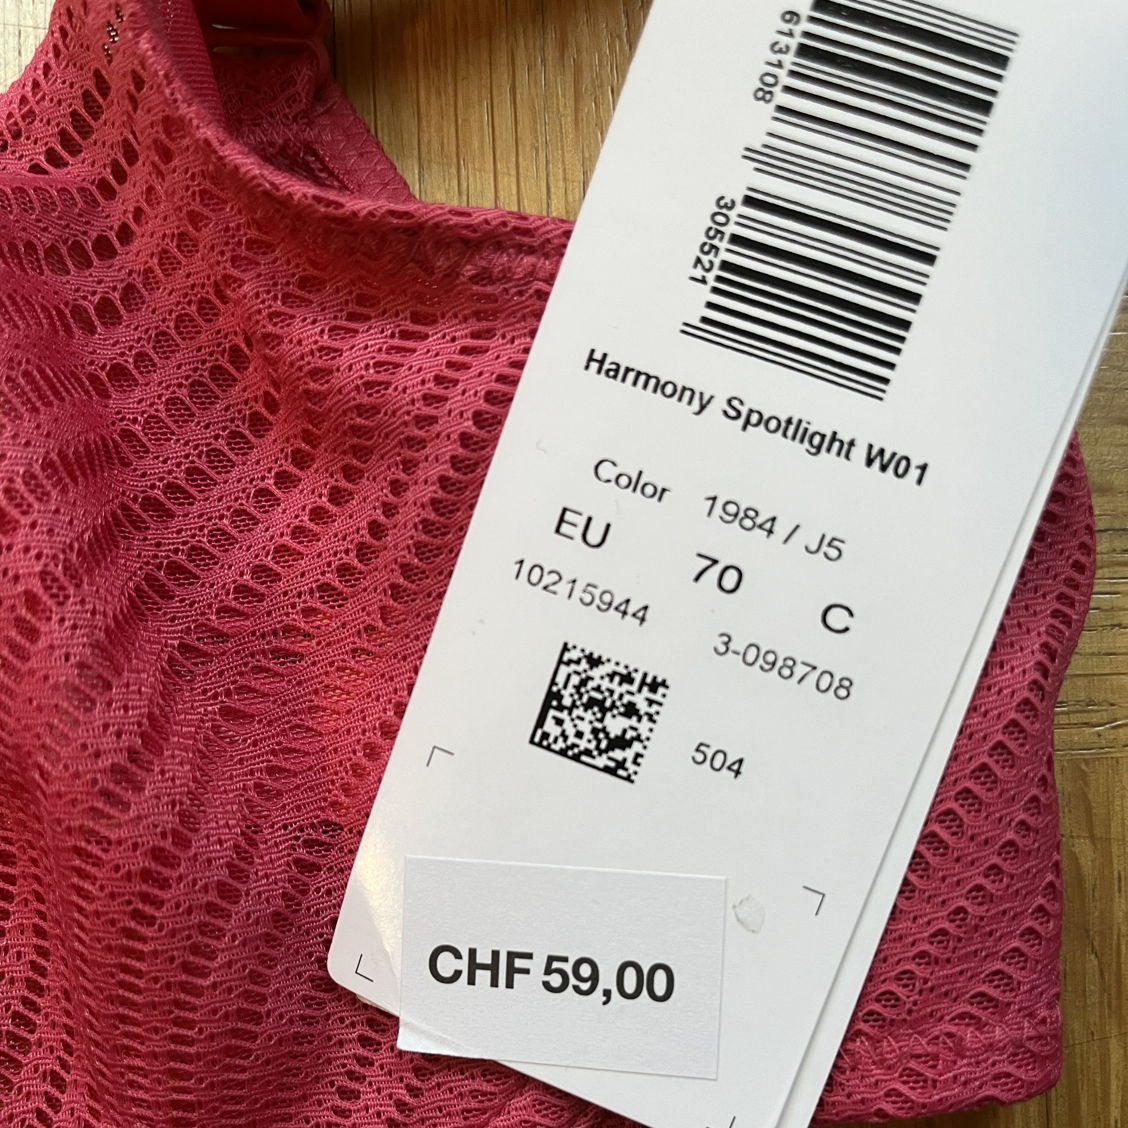 613108
305521
Harmony Spotlight W01
Color 1984 / J5
EU 70 C
10215944 3-098708
504
CHF 59,00